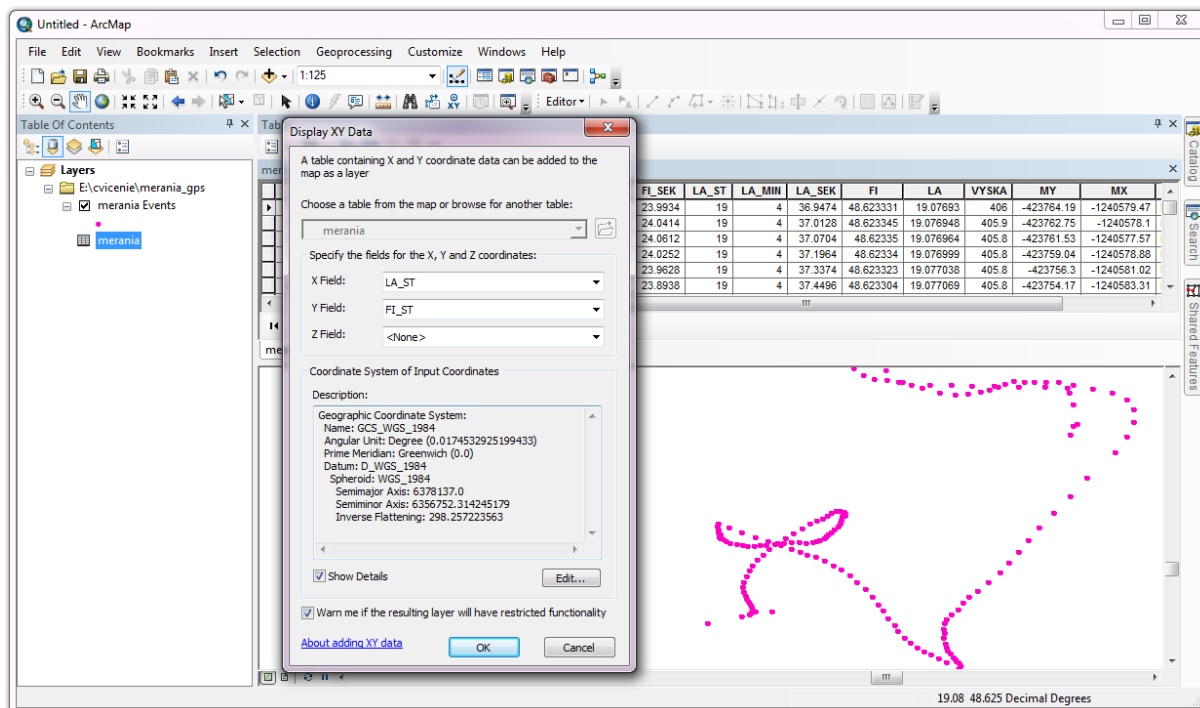 Untitled - ArcMap
File Edit View Bookmarks Insert Selection Geoprocessing Customize Windows Help
1:125
Editor
Table Of Contents
Layers
E:\cvicenie\merania_gps
merania Events
merania
Display XY Data
A table containing X and Y coordinate data can be added to the
map as a layer
Choose a table from the map or browse for another table:
merania
Specify the fields for the X, Y and Z coordinates:
X Field: LA_ST
Y Field: FI_ST
Z Field: <None>
Coordinate System of Input Coordinates
Description:
Geographic Coordinate System:
Name: GCS_WGS_1984
Angular Unit: Degree (0.0174532925199433)
Prime Meridian: Greenwich (0.0)
Datum: D_WGS_1984
Spheroid: WGS_1984
Semimajor Axis: 6378137.0
Semiminor Axis: 6356752.314245179
Inverse Flattening: 298.257223563
Show Details
Edit...
Warn me if the resulting layer will have restricted functionality
About adding XY data
OK Cancel
FI_SEK LA_ST LA_MIN LA_SEK FI LA VYSKA MY MX
23.9934 19 4 36.9474 48.623331 19.07693 406 -423764.19 -1240579.47
24.0414 19 4 37.0128 48.623345 19.076948 405.9 -423762.75 -1240578.1
24.0612 19 4 37.0704 48.62335 19.076964 405.8 -423761.53 -1240577.57
24.0252 19 4 37.1964 48.62334 19.076999 405.8 -423759.04 -1240578.88
23.9628 19 4 37.3374 48.623323 19.077038 405.8 -423756.3 -1240581.02
23.8938 19 4 37.4496 48.623304 19.077069 405.8 -423754.17 -1240583.31
Catalog
Search
Shared Features
19.08 48.625 Decimal Degrees